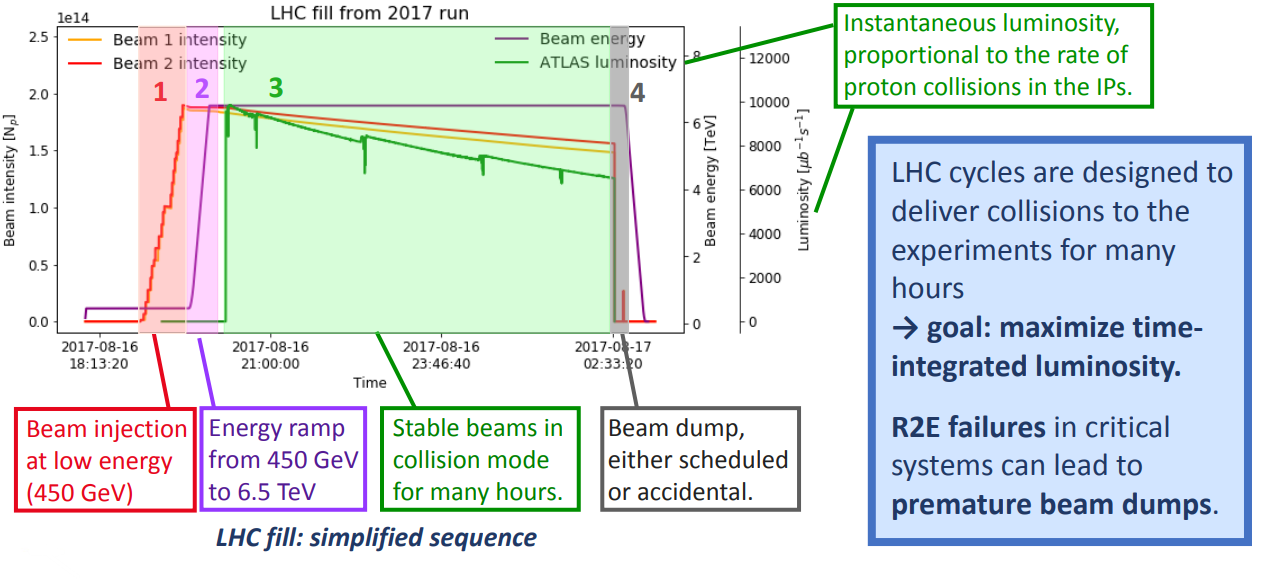 LHC fill from 2017 run
1e14
Beam 1 intensity
Beam 2 intensity
Beam energy
ATLAS luminosity
1
2
3
4
2.5
2.0
1.5
1.0
0.5
0.0
Beam intensity [Np]
8
6
4
2
0
Beam energy [TeV]
12000
10000
8000
6000
4000
2000
0
Luminosity [μb⁻¹s⁻¹]
2017-08-16
18:13:20
2017-08-16
21:00:00
2017-08-16
23:46:40
2017-08-17
02:33:20
Time
Instantaneous luminosity,
proportional to the rate of
proton collisions in the IPs.
Beam injection
at low energy
(450 GeV)
Energy ramp
from 450 GeV
to 6.5 TeV
Stable beams in
collision mode
for many hours.
Beam dump,
either scheduled
or accidental.
LHC fill: simplified sequence
LHC cycles are designed to
deliver collisions to the
experiments for many
hours
→ goal: maximize time-
integrated luminosity.
R2E failures in critical
systems can lead to
premature beam dumps.